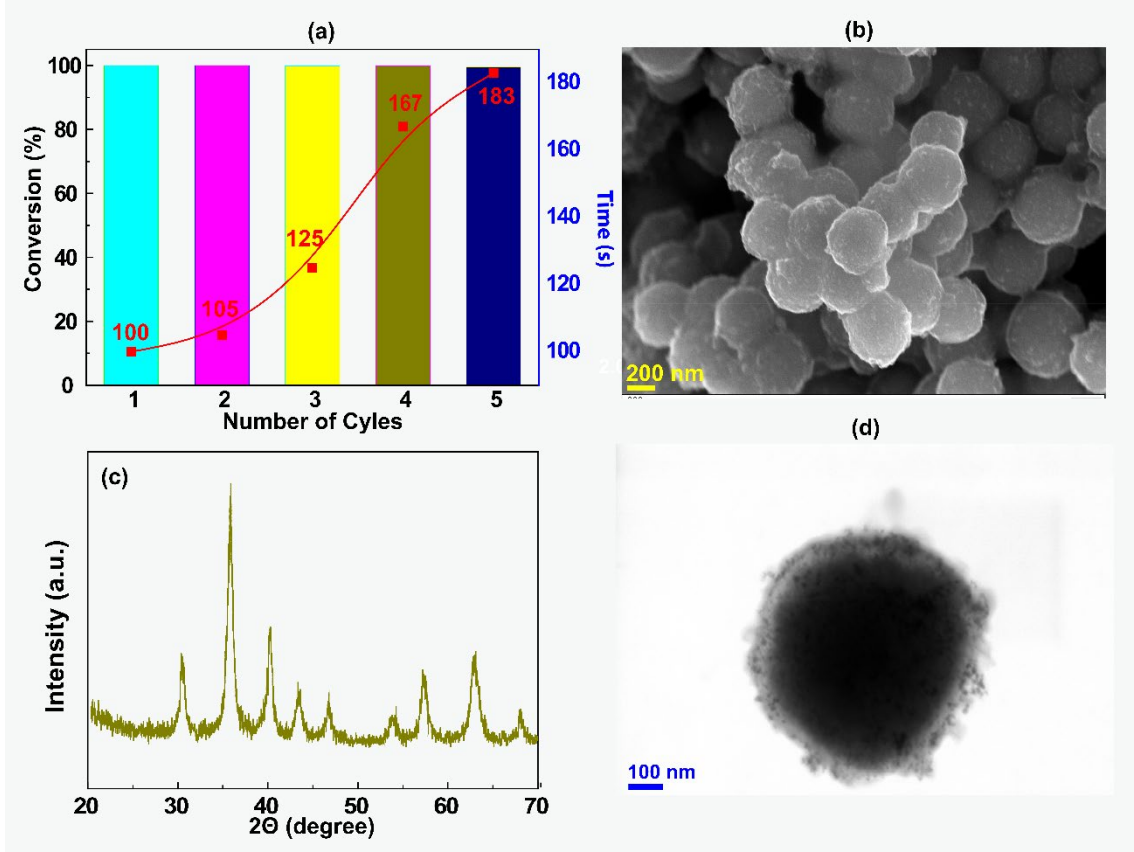 (a)
100
80
60
40
20
0
Conversion (%)
100
105
125
167
183
180
160
140
120
100
Time (s)
1 2 3 4 5
Number of Cyles
(b)
200 nm
(c)
Intensity (a.u.)
20 30 40 50 60 70
2Θ (degree)
(d)
100 nm